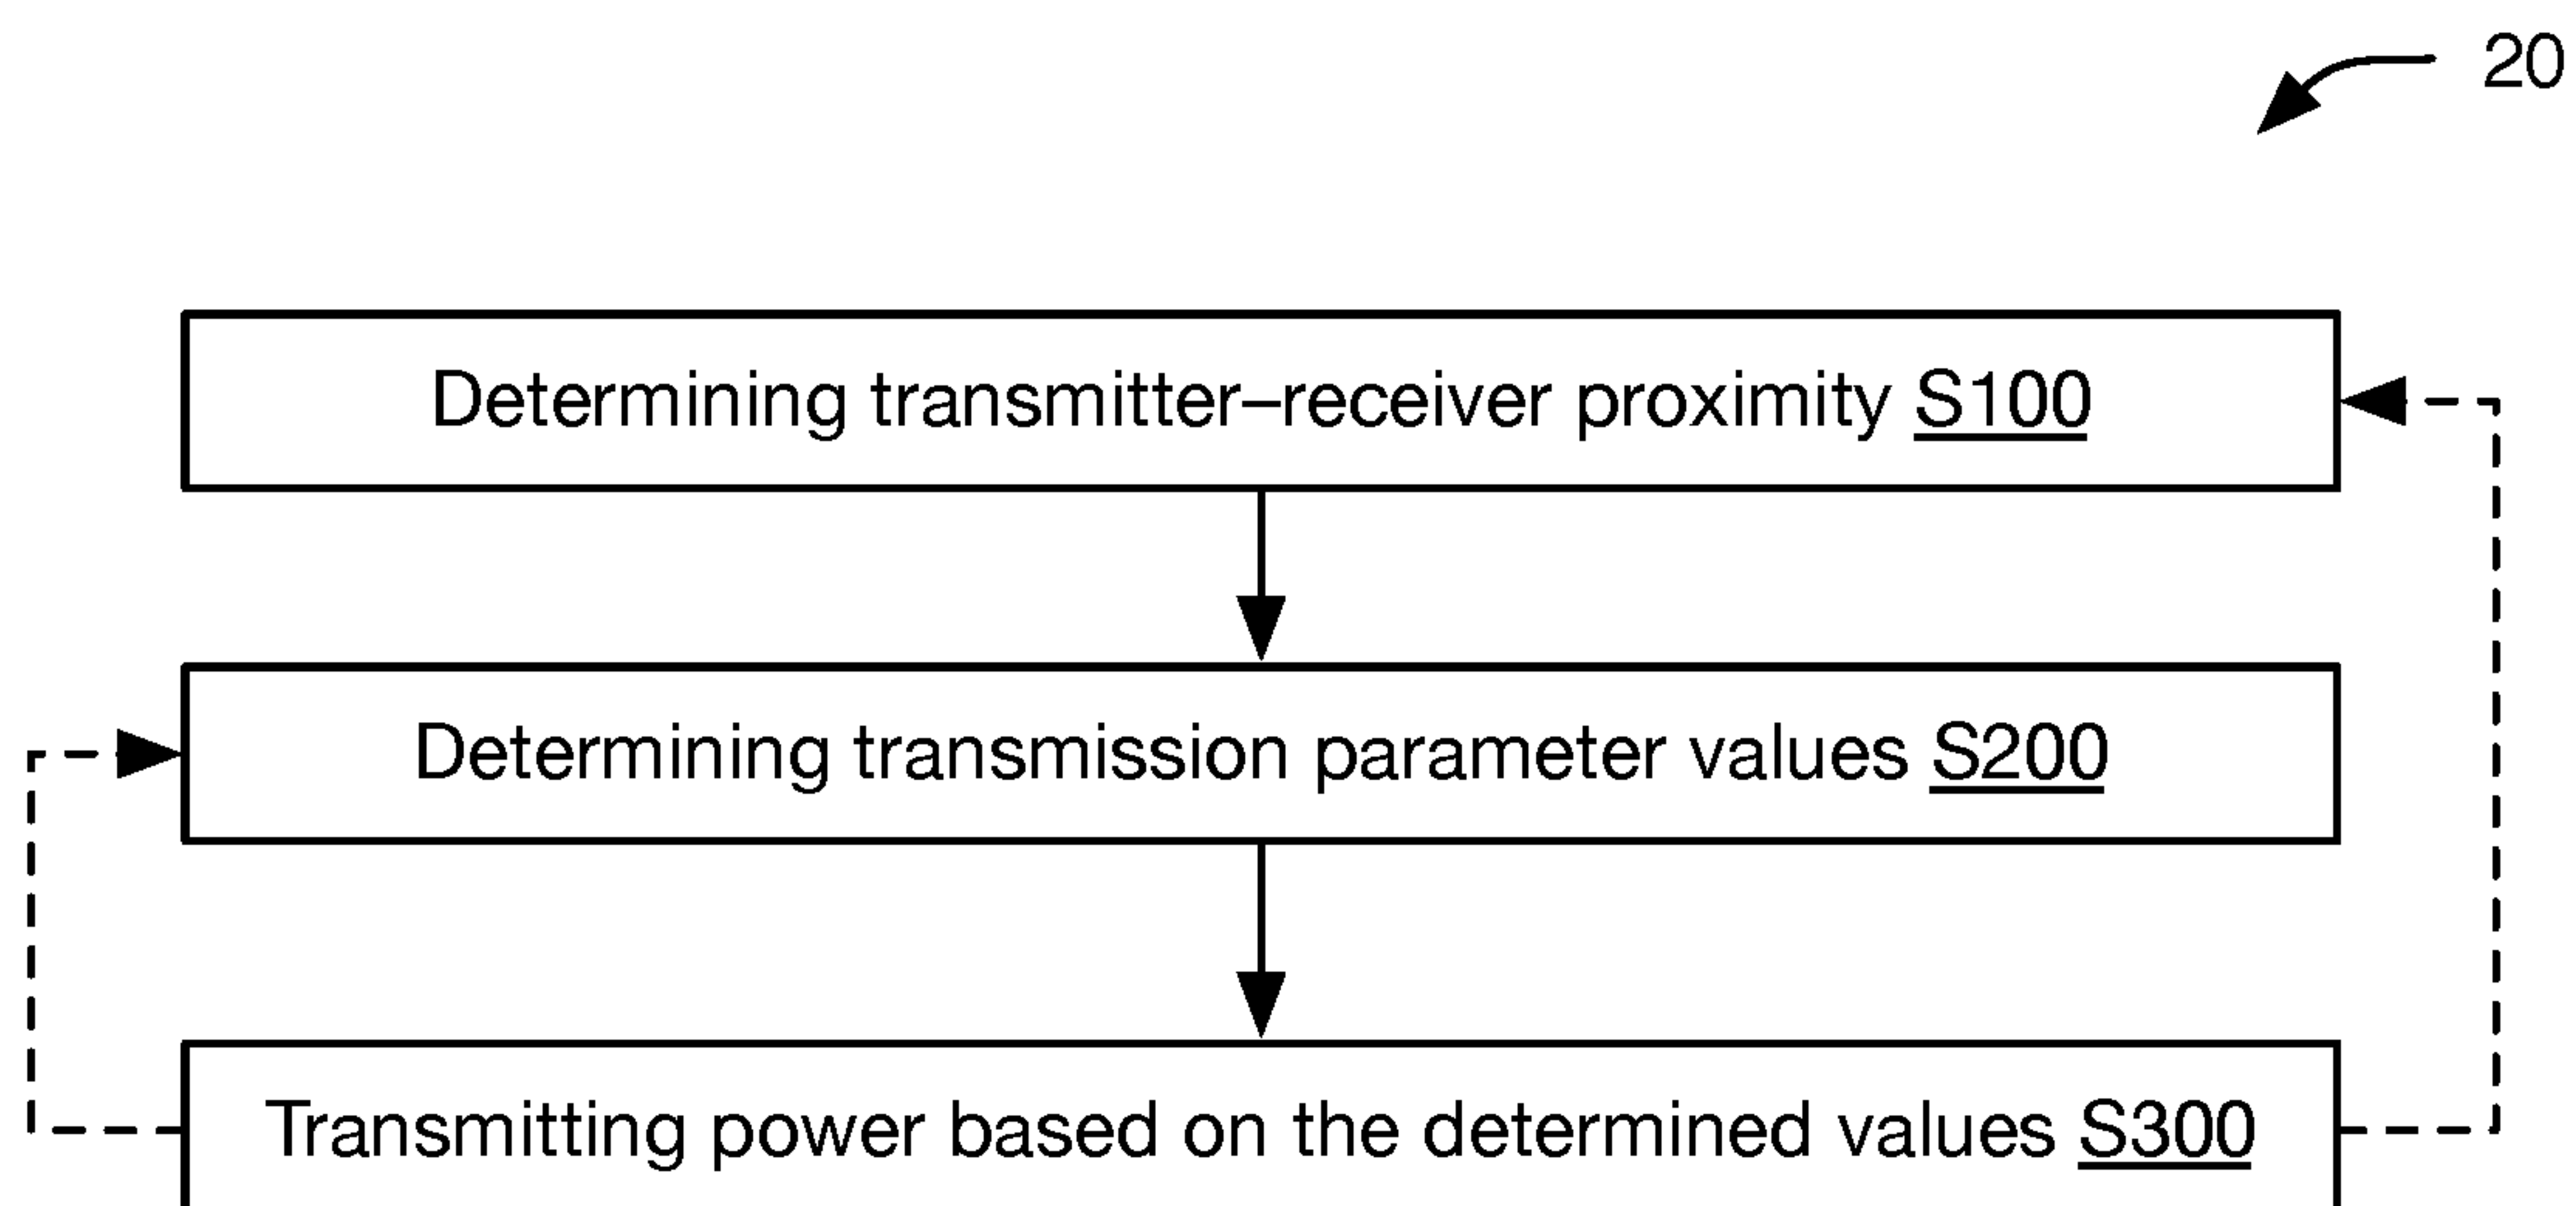 20
Determining transmitter–receiver proximity S100
Determining transmission parameter values S200
Transmitting power based on the determined values S300